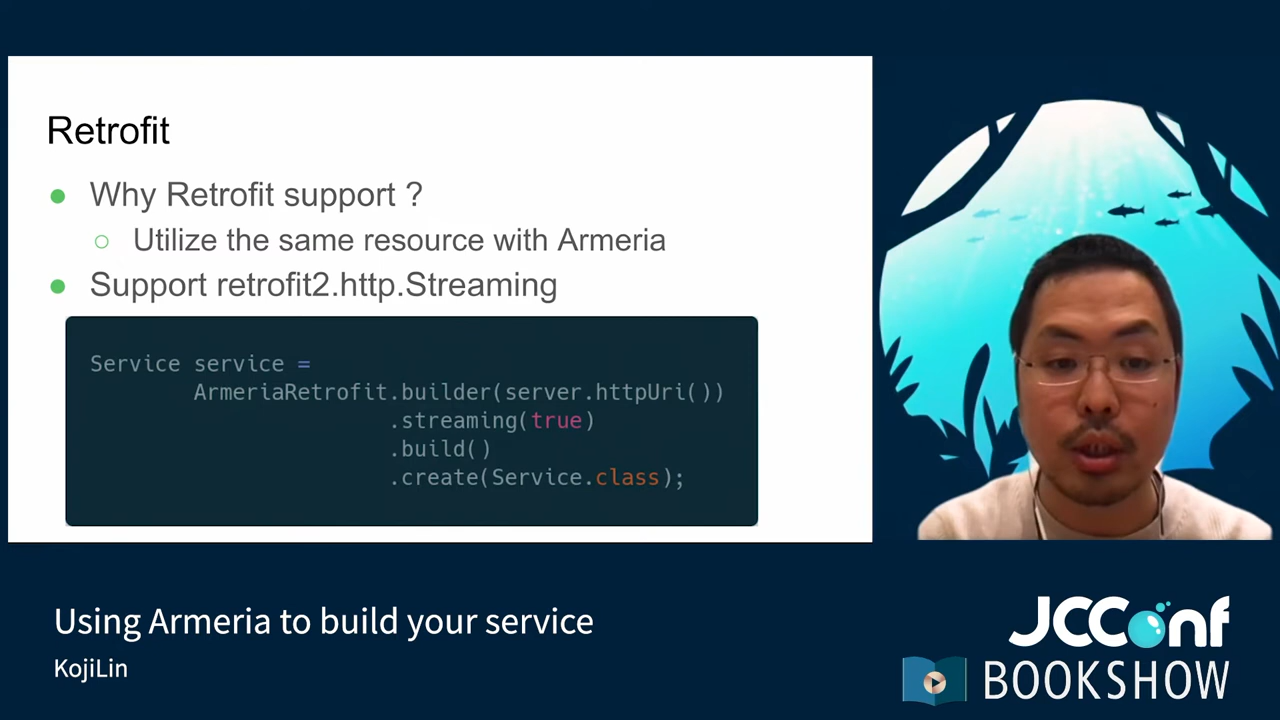 Retrofit
Why Retrofit support ?
Utilize the same resource with Armeria
Support retrofit2.http.Streaming
Service service =
ArmeriaRetrofit.builder(server.httpUri())
.streaming(true)
.build()
.create(Service.class);
Using Armeria to build your service
KojiLin
JCConf
BOOKSHOW